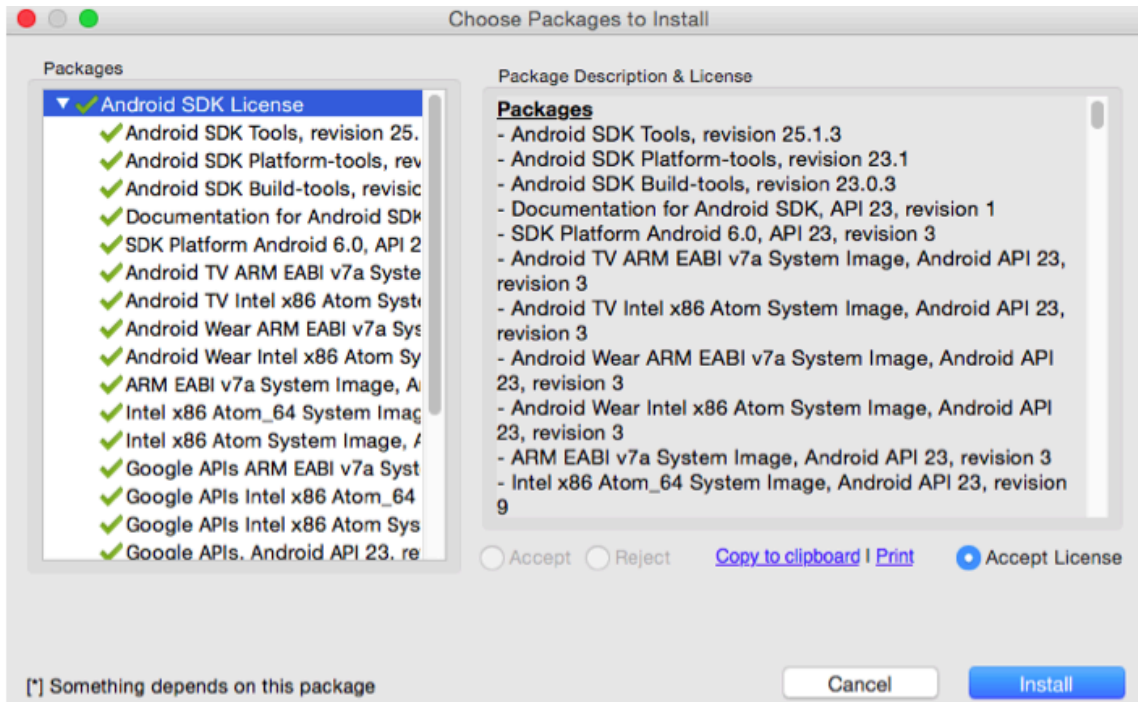 Choose Packages to Install
Packages
Android SDK License
Android SDK Tools, revision 25.
Android SDK Platform-tools, rev
Android SDK Build-tools, revisic
Documentation for Android SDK
SDK Platform Android 6.0, API 2
Android TV ARM EABI v7a Syste
Android TV Intel x86 Atom Syst
Android Wear ARM EABI v7a Sys
Android Wear Intel x86 Atom Sy
ARM EABI v7a System Image, A
Intel x86 Atom_64 System Imag
Intel x86 Atom System Image, A
Google APIs ARM EABI v7a Syst
Google APIs Intel x86 Atom_64
Google APIs Intel x86 Atom Sys
Google APIs, Android API 23, re
Package Description & License
Packages
- Android SDK Tools, revision 25.1.3
- Android SDK Platform-tools, revision 23.1
- Android SDK Build-tools, revision 23.0.3
- Documentation for Android SDK, API 23, revision 1
- SDK Platform Android 6.0, API 23, revision 3
- Android TV ARM EABI v7a System Image, Android API 23,
revision 3
- Android TV Intel x86 Atom System Image, Android API 23,
revision 3
- Android Wear ARM EABI v7a System Image, Android API
23, revision 3
- Android Wear Intel x86 Atom System Image, Android API
23, revision 3
- ARM EABI v7a System Image, Android API 23, revision 3
- Intel x86 Atom_64 System Image, Android API 23, revision
9
Accept Reject Copy to clipboard | Print Accept License
[*] Something depends on this package
Cancel Install